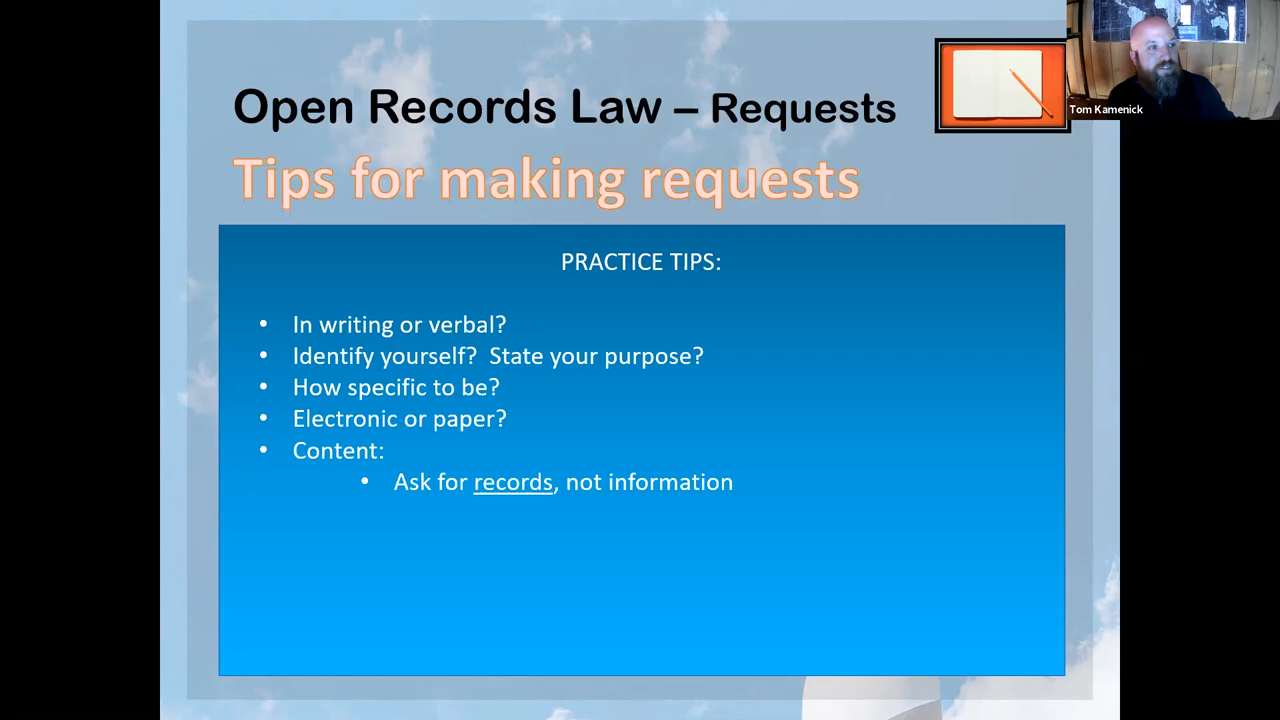 Open Records Law – Requests
Tips for making requests
PRACTICE TIPS:
• In writing or verbal?
• Identify yourself?  State your purpose?
• How specific to be?
• Electronic or paper?
• Content:
• Ask for records, not information
Tom Kamenick